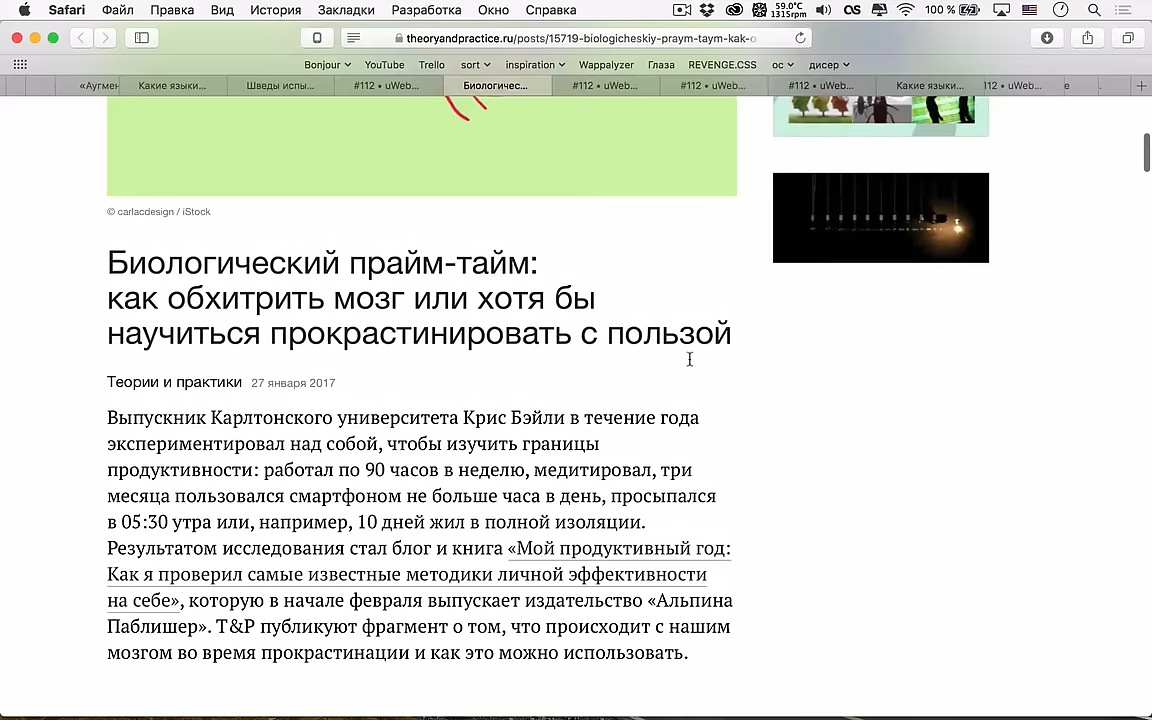 Safari Файл Правка Вид История Закладки Разработка Окно Справка 59.0°C 1315rpm 100 %
theoryandpractice.ru/posts/15719-biologicheskiy-praym-taym-kak-o
Bonjour YouTube Trello sort inspiration Wappalyzer Глаза REVENGE.CSS ос дисер
«Аугмен Какие языки... Шведы испы... #112 • uWeb... Биологичес... #112 • uWeb... #112 • uWeb... #112 • uWeb... Какие языки... I12 • uWeb... е
© carlacdesign / iStock
Биологический прайм-тайм:
как обхитрить мозг или хотя бы
научиться прокрастинировать с пользой
Теории и практики 27 января 2017
Выпускник Карлтонского университета Крис Бэйли в течение года
экспериментировал над собой, чтобы изучить границы
продуктивности: работал по 90 часов в неделю, медитировал, три
месяца пользовался смартфоном не больше часа в день, просыпался
в 05:30 утра или, например, 10 дней жил в полной изоляции.
Результатом исследования стал блог и книга «Мой продуктивный год:
Как я проверил самые известные методики личной эффективности
на себе», которую в начале февраля выпускает издательство «Альпина
Паблишер». T&P публикуют фрагмент о том, что происходит с нашим
мозгом во время прокрастинации и как это можно использовать.